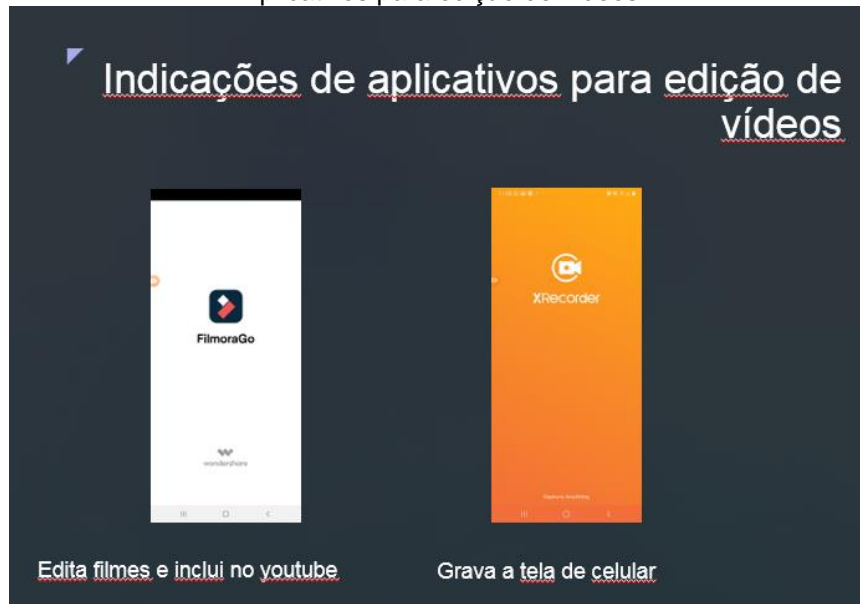 Indicações de aplicativos para edição de
vídeos
FilmoraGo
wondershare
XRecorder
Edita filmes e inclui no youtube
Grava a tela de celular